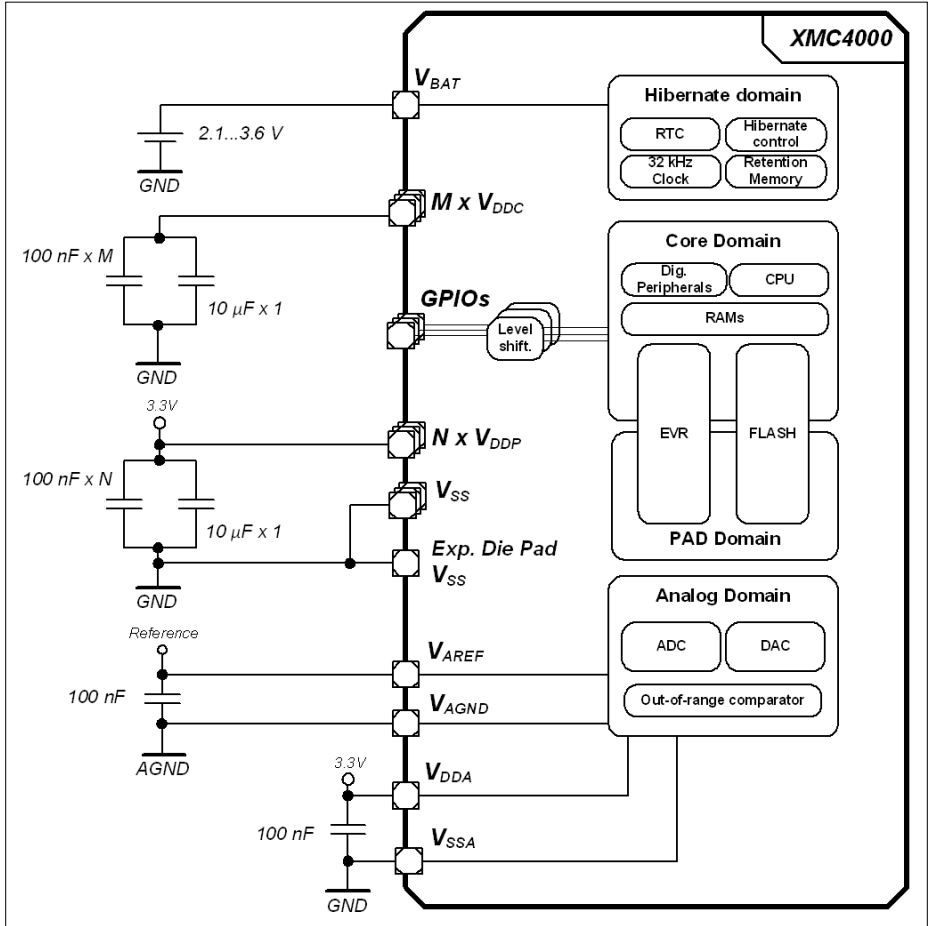 XMC4000
V_BAT
Hibernate domain
2.1...3.6 V
RTC
Hibernate control
32 kHz Clock
Retention Memory
GND
M x V_DDC
Core Domain
100 nF x M
10 µF x 1
Dig. Peripherals
CPU
GPIOs
RAMs
Level shift.
GND
3.3V
N x V_DDP
EVR
FLASH
100 nF x N
10 µF x 1
V_SS
Exp. Die Pad
V_SS
PAD Domain
GND
Analog Domain
Reference
ADC
DAC
V_AREF
100 nF
Out-of-range comparator
V_AGND
AGND
3.3V
V_DDA
100 nF
V_SSA
GND